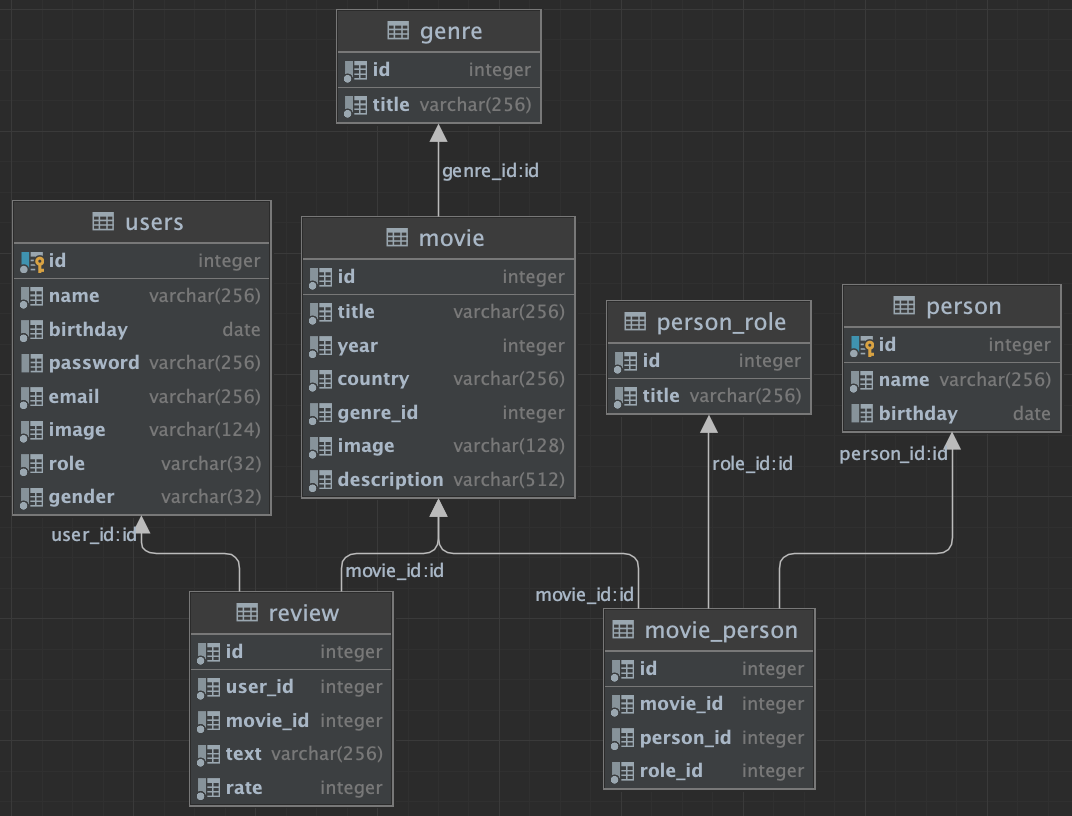 genre
id integer
title varchar(256)
genre_id:id
users
id integer
name varchar(256)
birthday date
password varchar(256)
email varchar(256)
image varchar(124)
role varchar(32)
gender varchar(32)
movie
id integer
title varchar(256)
year integer
country varchar(256)
genre_id integer
image varchar(128)
description varchar(512)
person_role
id integer
title varchar(256)
person
id integer
name varchar(256)
birthday date
user_id:id
movie_id:id
movie_id:id
role_id:id
person_id:id
review
id integer
user_id integer
movie_id integer
text varchar(256)
rate integer
movie_person
id integer
movie_id integer
person_id integer
role_id integer